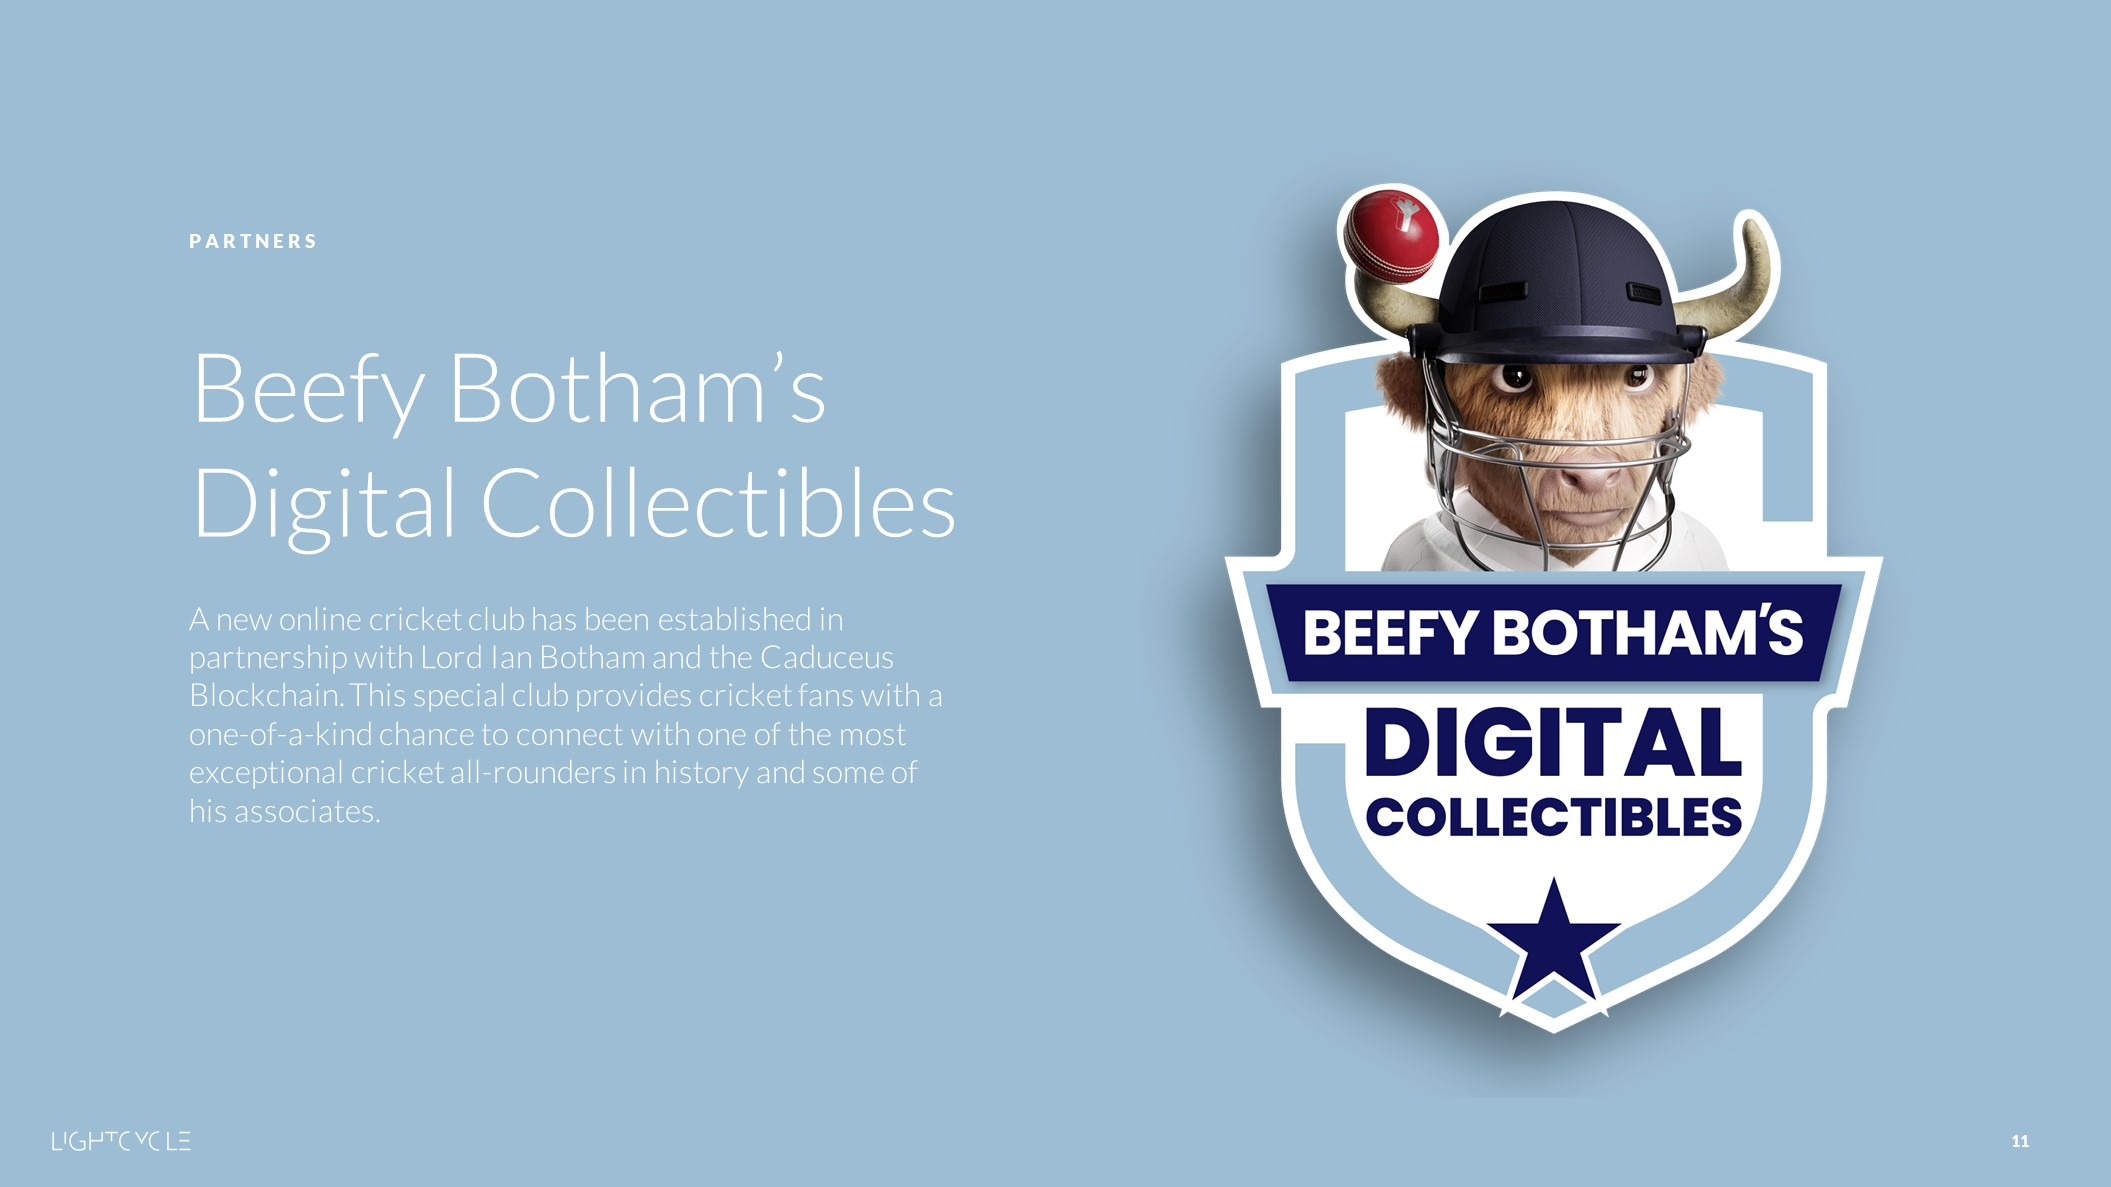 PARTNERS
Beefy Botham’s
Digital Collectibles
A new online cricket club has been established in
partnership with Lord Ian Botham and the Caduceus
Blockchain. This special club provides cricket fans with a
one-of-a-kind chance to connect with one of the most
exceptional cricket all-rounders in history and some of
his associates.
BEEFY BOTHAM’S
DIGITAL
COLLECTIBLES
LIGHTCYCLE
11